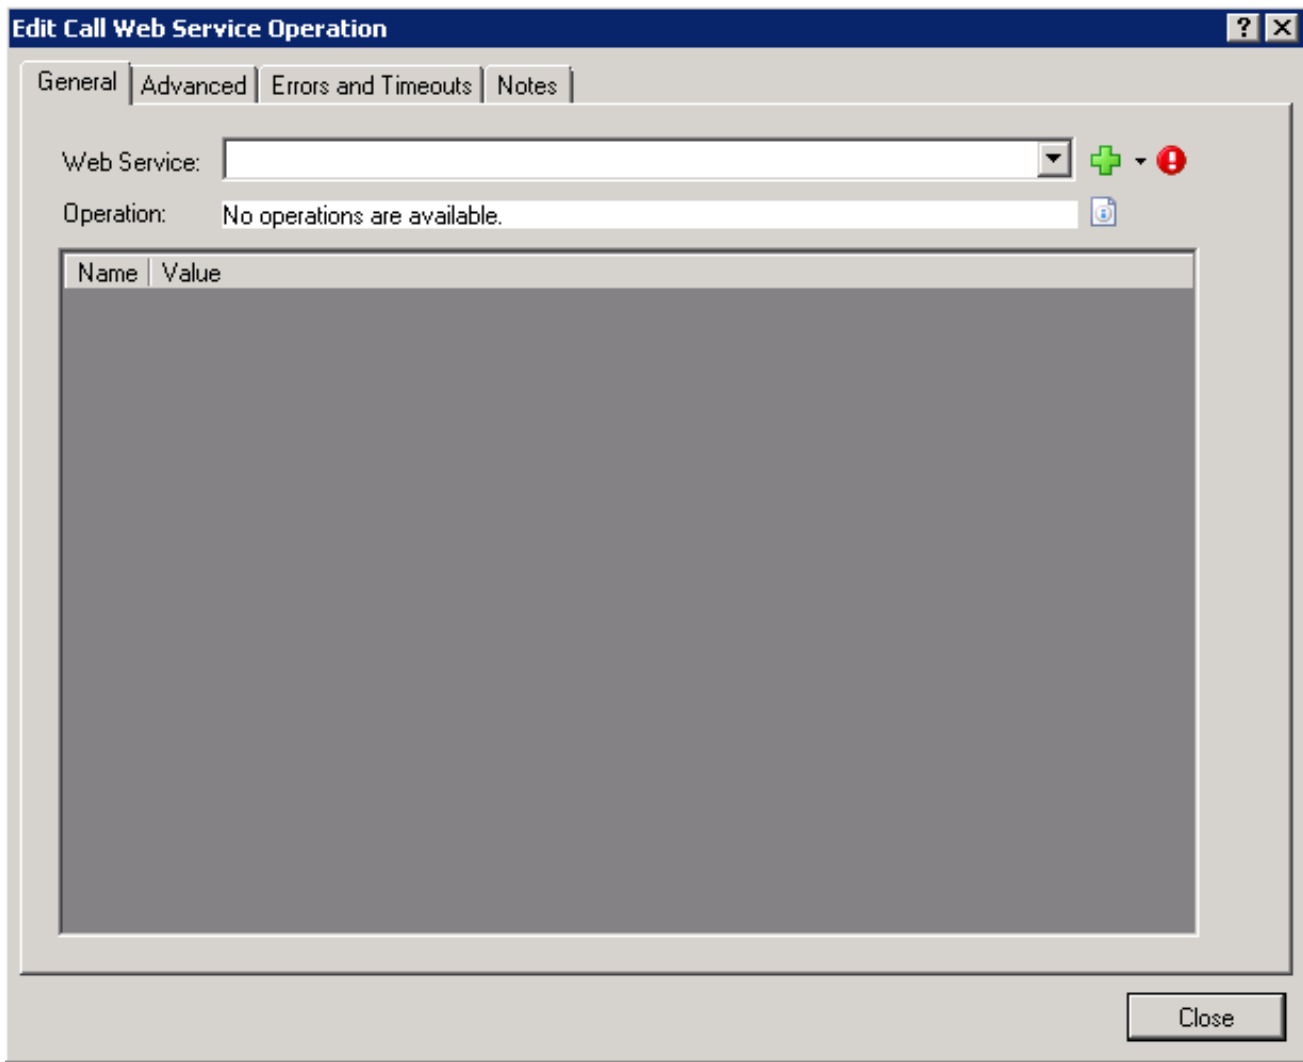 Edit Call Web Service Operation
General Advanced Errors and Timeouts Notes
Web Service:
Operation: No operations are available.
Name Value
Close